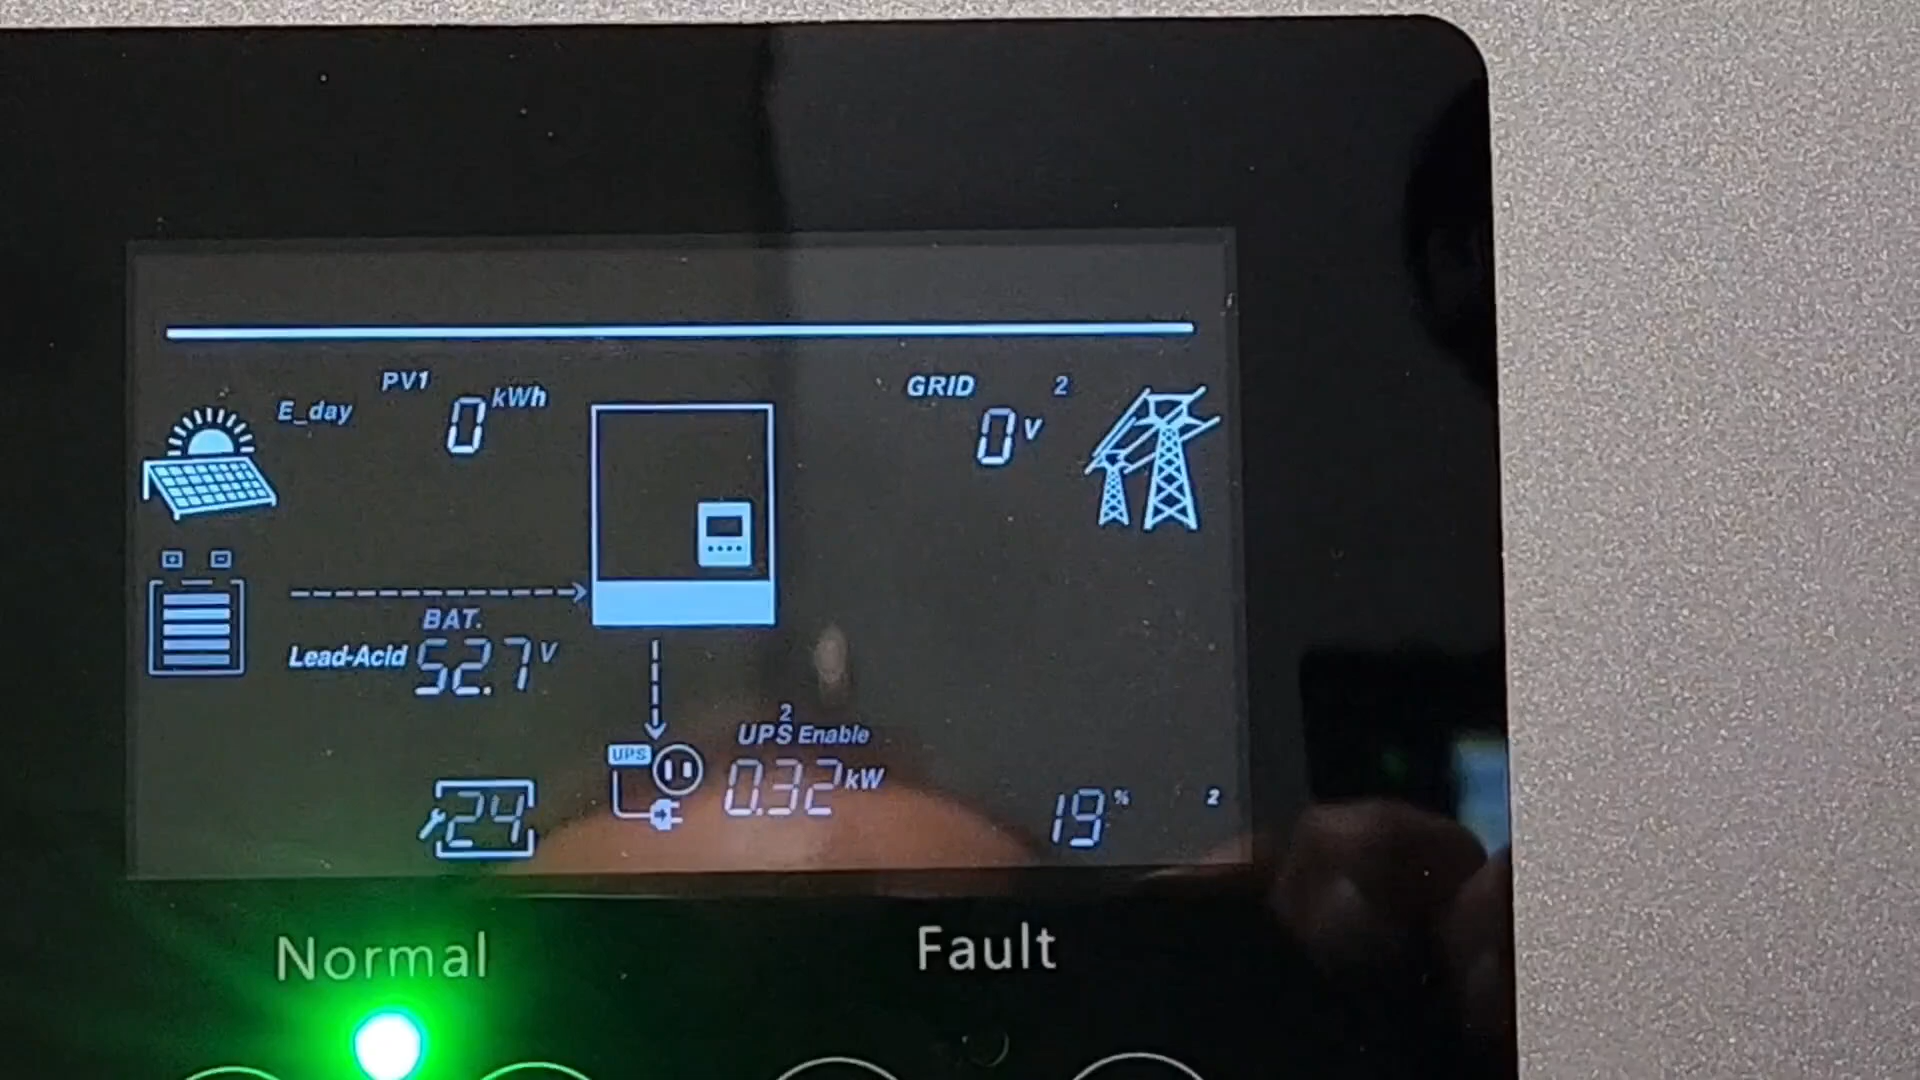 PV1
E_day
0 kWh
GRID 2
0 V
BAT.
Lead-Acid 52.7 V
2
UPS Enable
UPS
0.32 kW
24
19 %
2
Normal
Fault